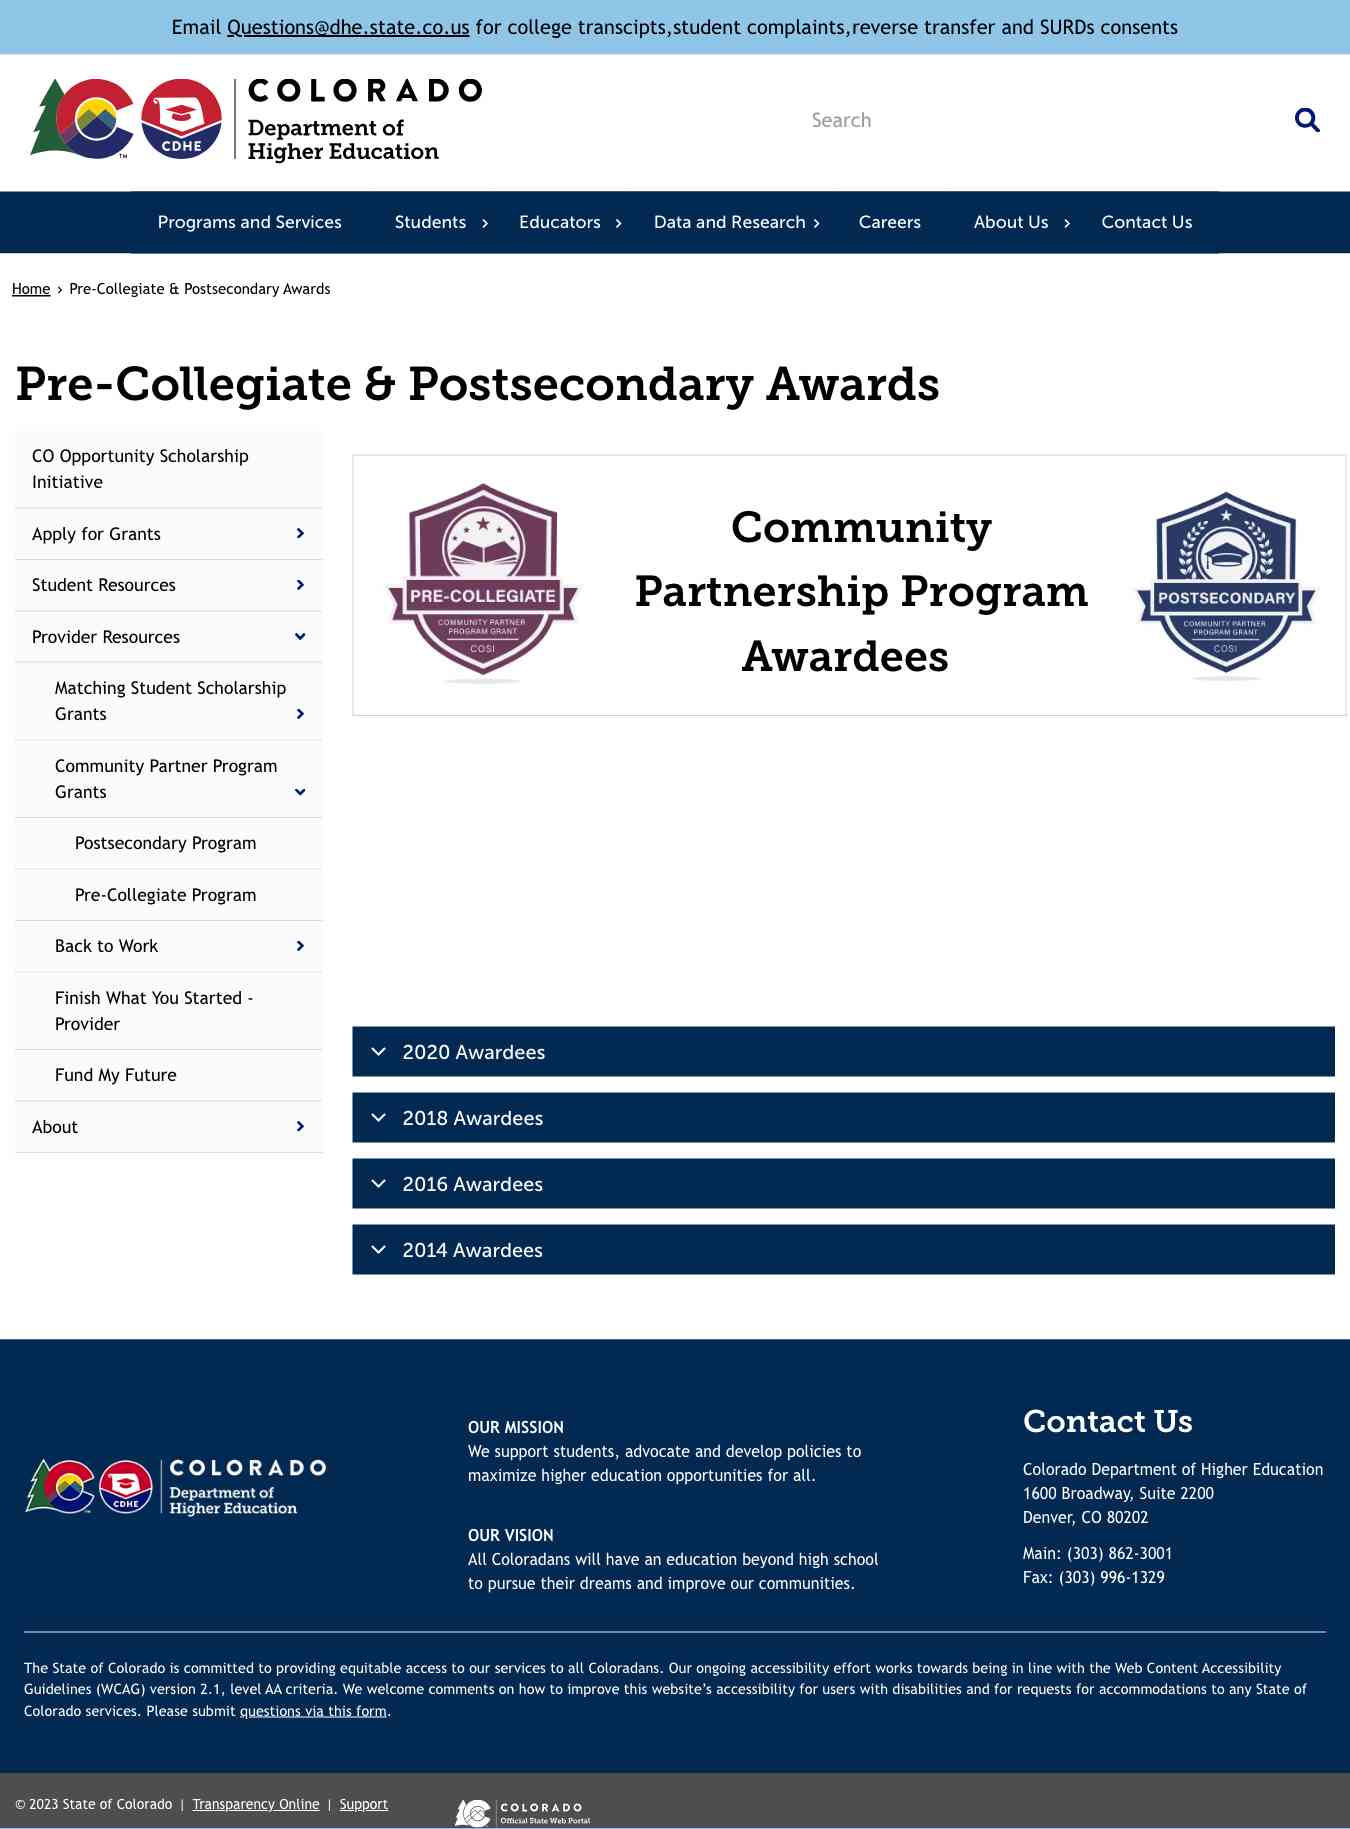 Email Questions@dhe.state.co.us for college transcipts,student complaints,reverse transfer and SURDs consents
CDHE
TM
COLORADO
Department of
Higher Education
Search
Programs and Services
Students
Educators
Data and Research
Careers
About Us
Contact Us
Home › Pre-Collegiate & Postsecondary Awards
Pre-Collegiate & Postsecondary Awards
CO Opportunity Scholarship
Initiative
Apply for Grants
Student Resources
Provider Resources
Matching Student Scholarship
Grants
Community Partner Program
Grants
Postsecondary Program
Pre-Collegiate Program
Back to Work
Finish What You Started -
Provider
Fund My Future
About
PRE-COLLEGIATE
COMMUNITY PARTNER
PROGRAM GRANT
COSI
Community
Partnership Program
Awardees
POSTSECONDARY
COMMUNITY PARTNER
PROGRAM GRANT
COSI
2020 Awardees
2018 Awardees
2016 Awardees
2014 Awardees
CDHE
COLORADO
Department of
Higher Education
OUR MISSION
We support students, advocate and develop policies to
maximize higher education opportunities for all.
OUR VISION
All Coloradans will have an education beyond high school
to pursue their dreams and improve our communities.
Contact Us
Colorado Department of Higher Education
1600 Broadway, Suite 2200
Denver, CO 80202
Main: (303) 862-3001
Fax: (303) 996-1329
The State of Colorado is committed to providing equitable access to our services to all Coloradans. Our ongoing accessibility effort works towards being in line with the Web Content Accessibility
Guidelines (WCAG) version 2.1, level AA criteria. We welcome comments on how to improve this website's accessibility for users with disabilities and for requests for accommodations to any State of
Colorado services. Please submit questions via this form.
© 2023 State of Colorado | Transparency Online | Support
COLORADO
Official State Web Portal